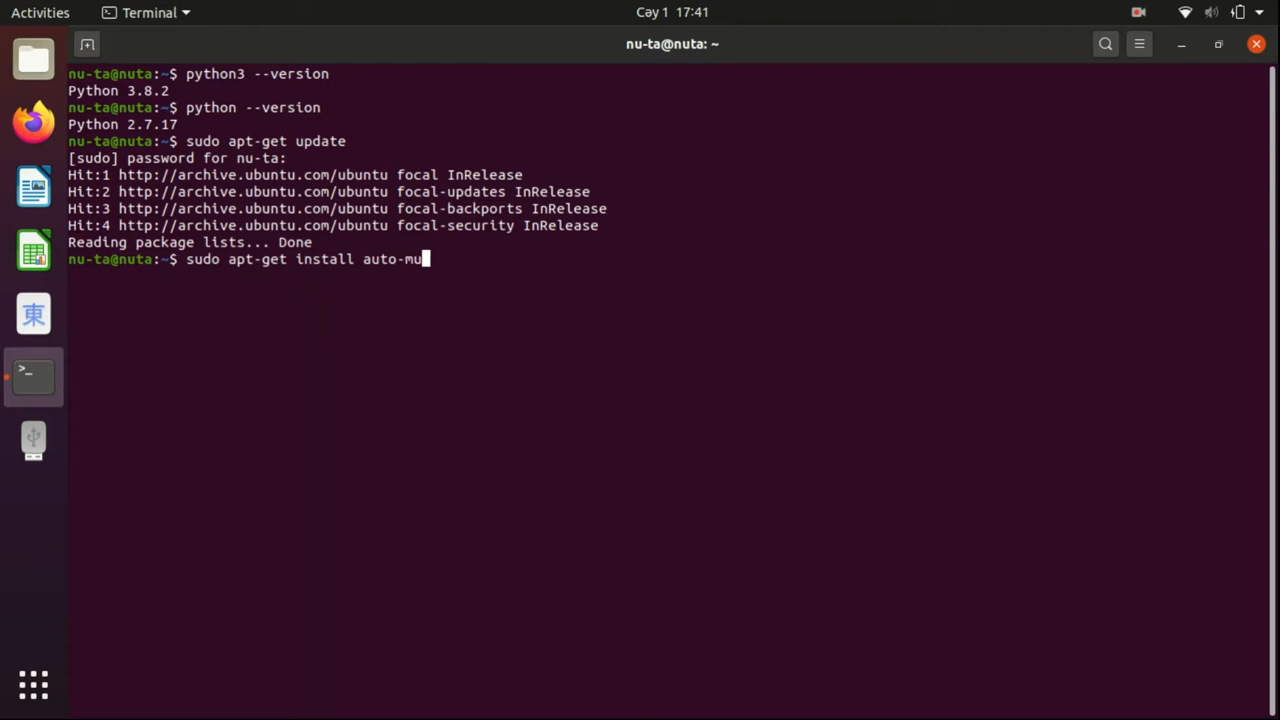 Activities
Terminal
Cəy 1 17:41
nu-ta@nuta: ~
nu-ta@nuta:~$ python3 --version
Python 3.8.2
nu-ta@nuta:~$ python --version
Python 2.7.17
nu-ta@nuta:~$ sudo apt-get update
[sudo] password for nu-ta:
Hit:1 http://archive.ubuntu.com/ubuntu focal InRelease
Hit:2 http://archive.ubuntu.com/ubuntu focal-updates InRelease
Hit:3 http://archive.ubuntu.com/ubuntu focal-backports InRelease
Hit:4 http://archive.ubuntu.com/ubuntu focal-security InRelease
Reading package lists... Done
nu-ta@nuta:~$ sudo apt-get install auto-mu
東
>_